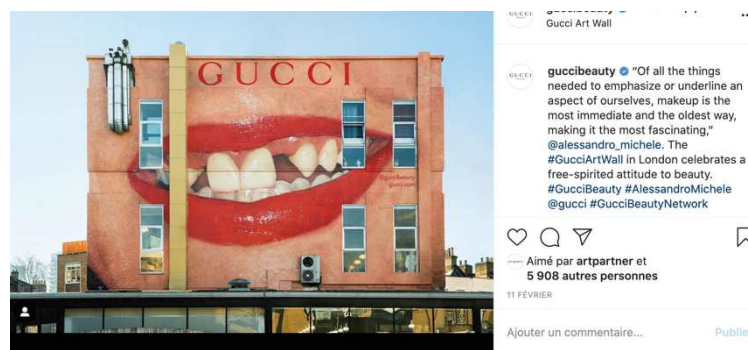 GUCCI
@guccibeauty
gucci.com
guccibeauty
Gucci Art Wall
GUCCI
guccibeauty “Of all the things
needed to emphasize or underline an
aspect of ourselves, makeup is the
most immediate and the oldest way,
making it the most fascinating,”
@alessandro_michele. The
#GucciArtWall in London celebrates a
free-spirited attitude to beauty.
#GucciBeauty #AlessandroMichele
@gucci #GucciBeautyNetwork
Aimé par artpartner et
5 908 autres personnes
11 FÉVRIER
Ajouter un commentaire...
Publie